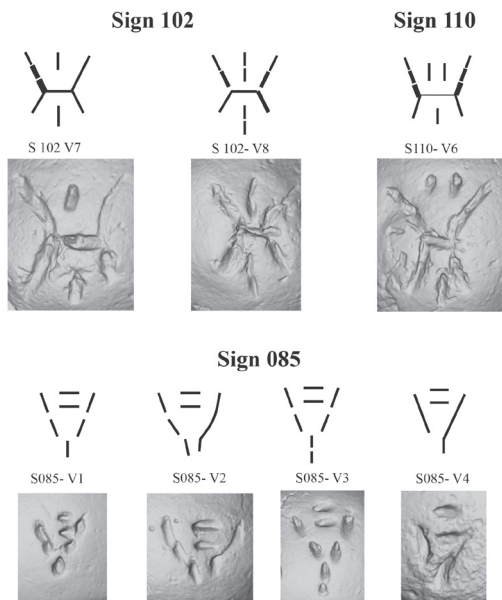 Sign 102 Sign 110
S 102 V7 S 102- V8 S110- V6
Sign 085
S085- V1 S085- V2 S085- V3 S085- V4